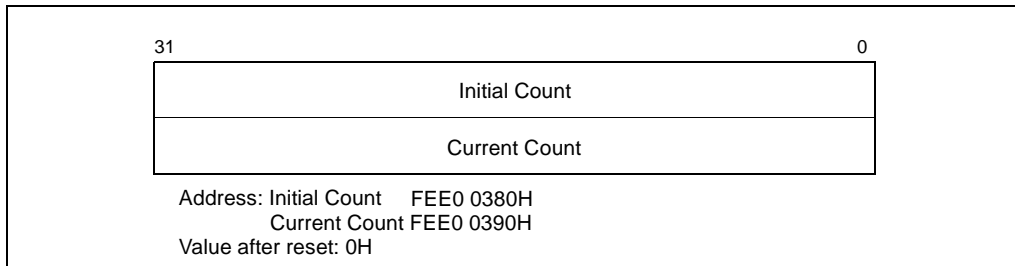 31 0
Initial Count
Current Count
Address: Initial Count FEE0 0380H
Current Count FEE0 0390H
Value after reset: 0H